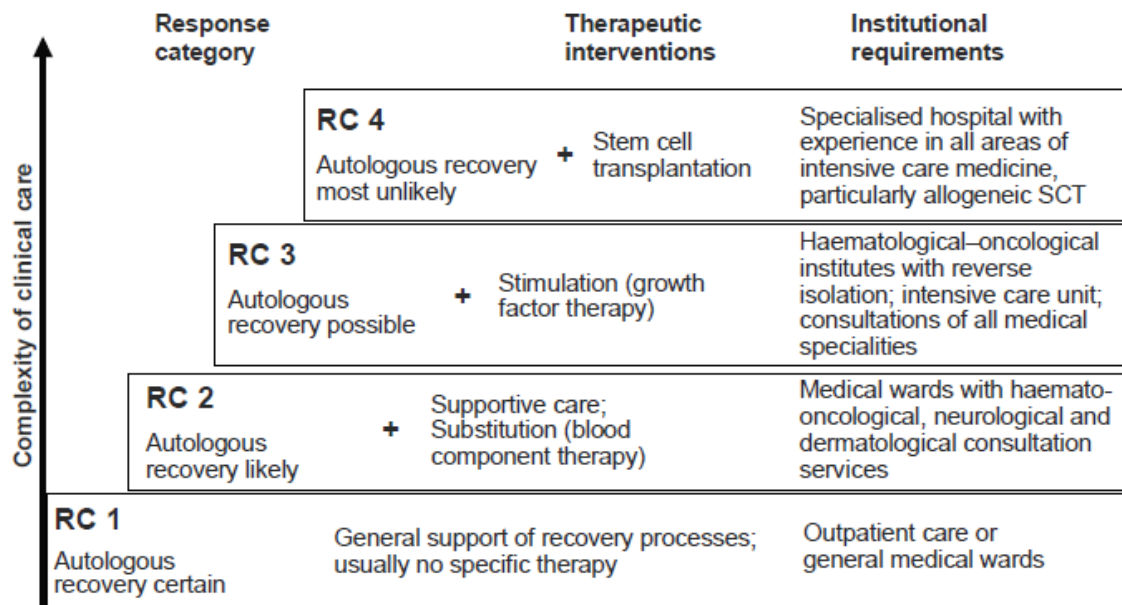 Response
category
Therapeutic
interventions
Institutional
requirements
Complexity of clinical care
RC 4
Autologous recovery
most unlikely
+
Stem cell
transplantation
Specialised hospital with
experience in all areas of
intensive care medicine,
particularly allogeneic SCT
RC 3
Autologous
recovery possible
+
Stimulation (growth
factor therapy)
Haematological–oncological
institutes with reverse
isolation; intensive care unit;
consultations of all medical
specialities
RC 2
Autologous
recovery likely
+
Supportive care;
Substitution (blood
component therapy)
Medical wards with haemato-
oncological, neurological and
dermatological consultation
services
RC 1
Autologous
recovery certain
General support of recovery processes;
usually no specific therapy
Outpatient care or
general medical wards